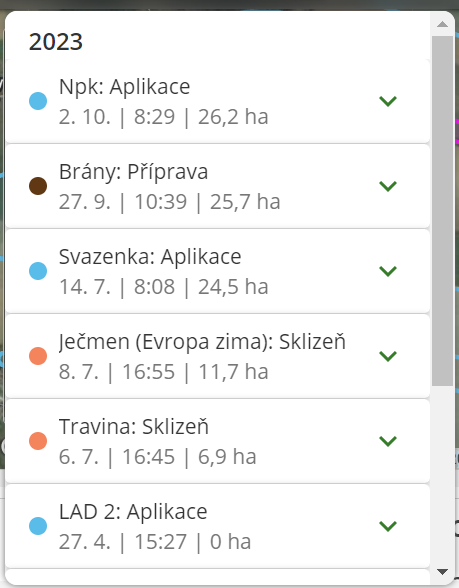 2023
Npk: Aplikace
2. 10. | 8:29 | 26,2 ha
Brány: Příprava
27. 9. | 10:39 | 25,7 ha
Svazenka: Aplikace
14. 7. | 8:08 | 24,5 ha
Ječmen (Evropa zima): Sklizeň
8. 7. | 16:55 | 11,7 ha
Travina: Sklizeň
6. 7. | 16:45 | 6,9 ha
LAD 2: Aplikace
27. 4. | 15:27 | 0 ha